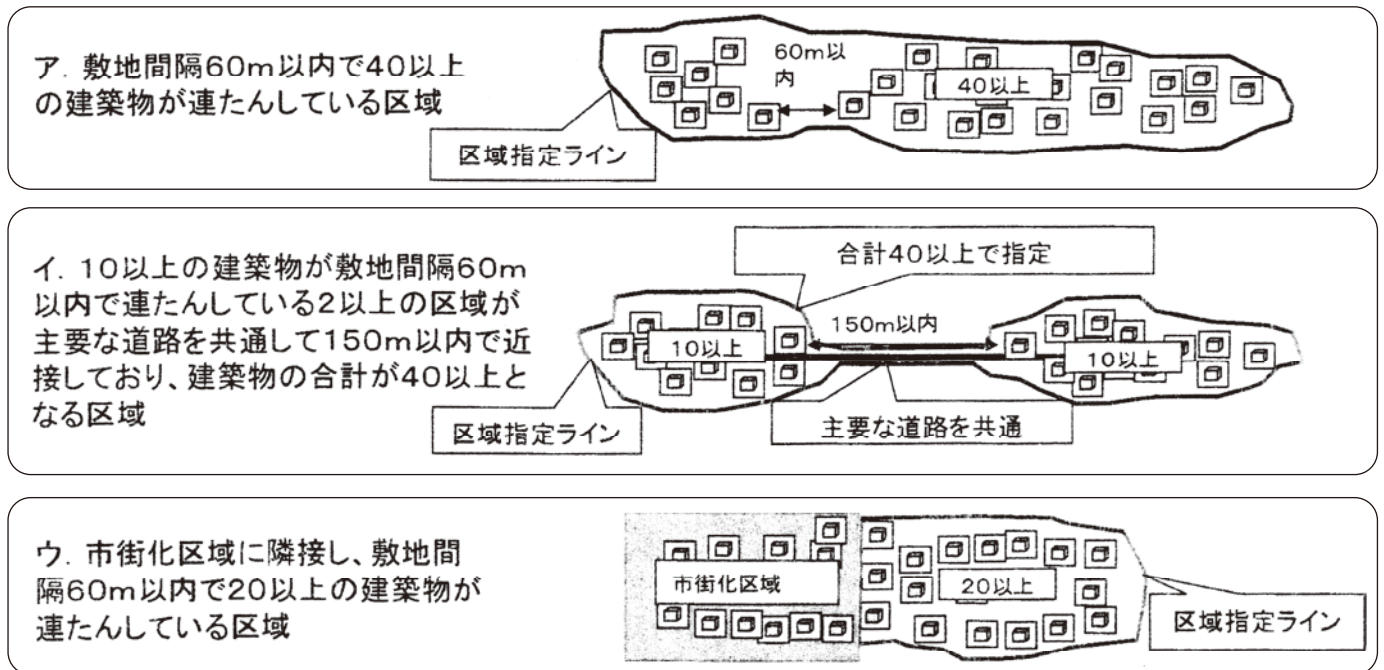 ア．敷地間隔60m以内で40以上
の建築物が連たんしている区域
60m以
内
40以上
区域指定ライン
イ．10以上の建築物が敷地間隔60m
以内で連たんしている2以上の区域が
主要な道路を共通して150m以内で近
接しており、建築物の合計が40以上と
なる区域
合計40以上で指定
150m以内
10以上
10以上
区域指定ライン
主要な道路を共通
ウ．市街化区域に隣接し、敷地間
隔60m以内で20以上の建築物が
連たんしている区域
市街化区域
20以上
区域指定ライン